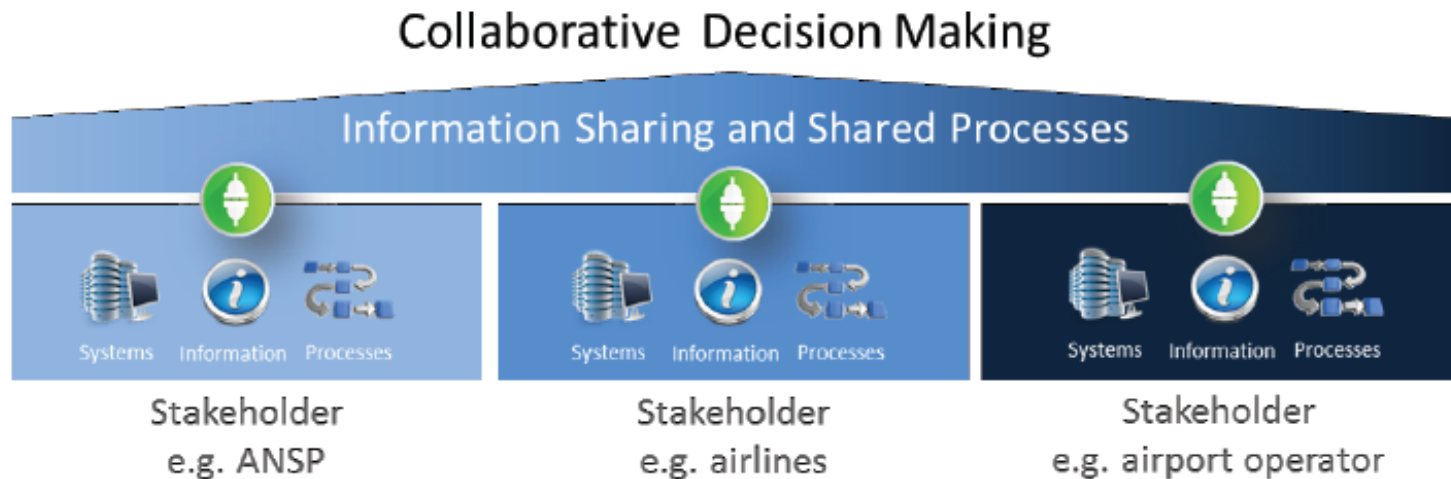 Collaborative Decision Making
Information Sharing and Shared Processes
Systems Information Processes
Systems Information Processes
Systems Information Processes
Stakeholder
e.g. ANSP
Stakeholder
e.g. airlines
Stakeholder
e.g. airport operator